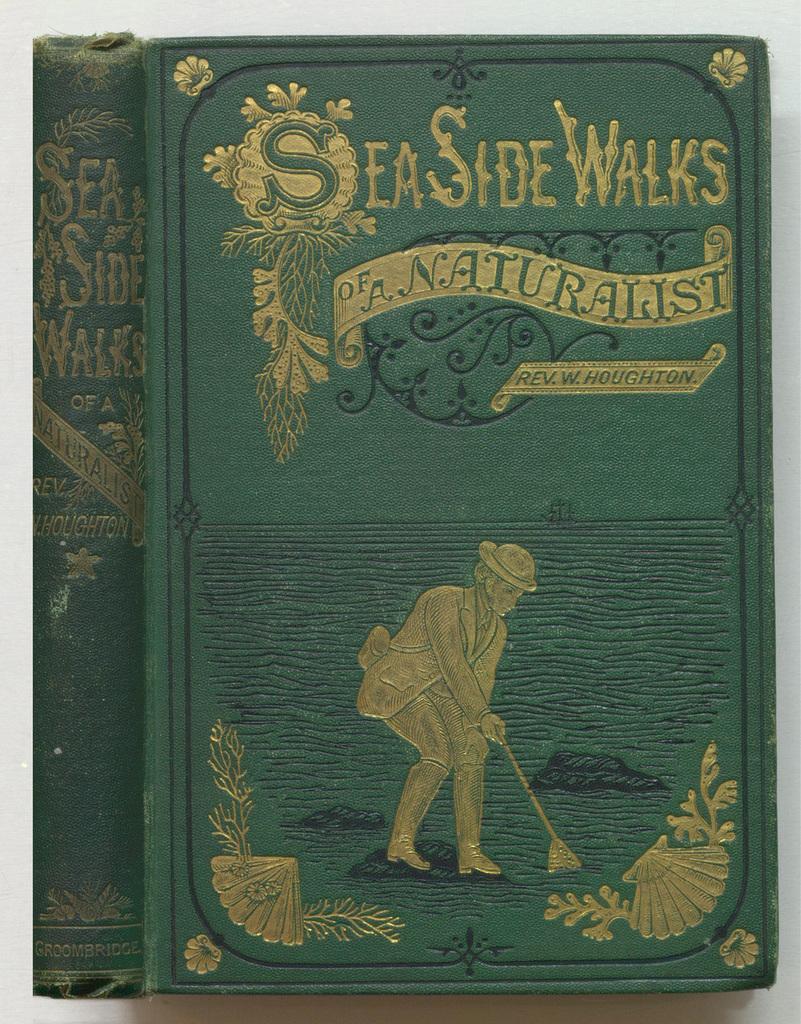 SEA SIDE WALKS
OF A NATURALIST
REV. W. HOUGHTON.
SEA
SIDE
WALKS
OF A
NATURALIST
REV.
W. HOUGHTON
GROOMBRIDGE